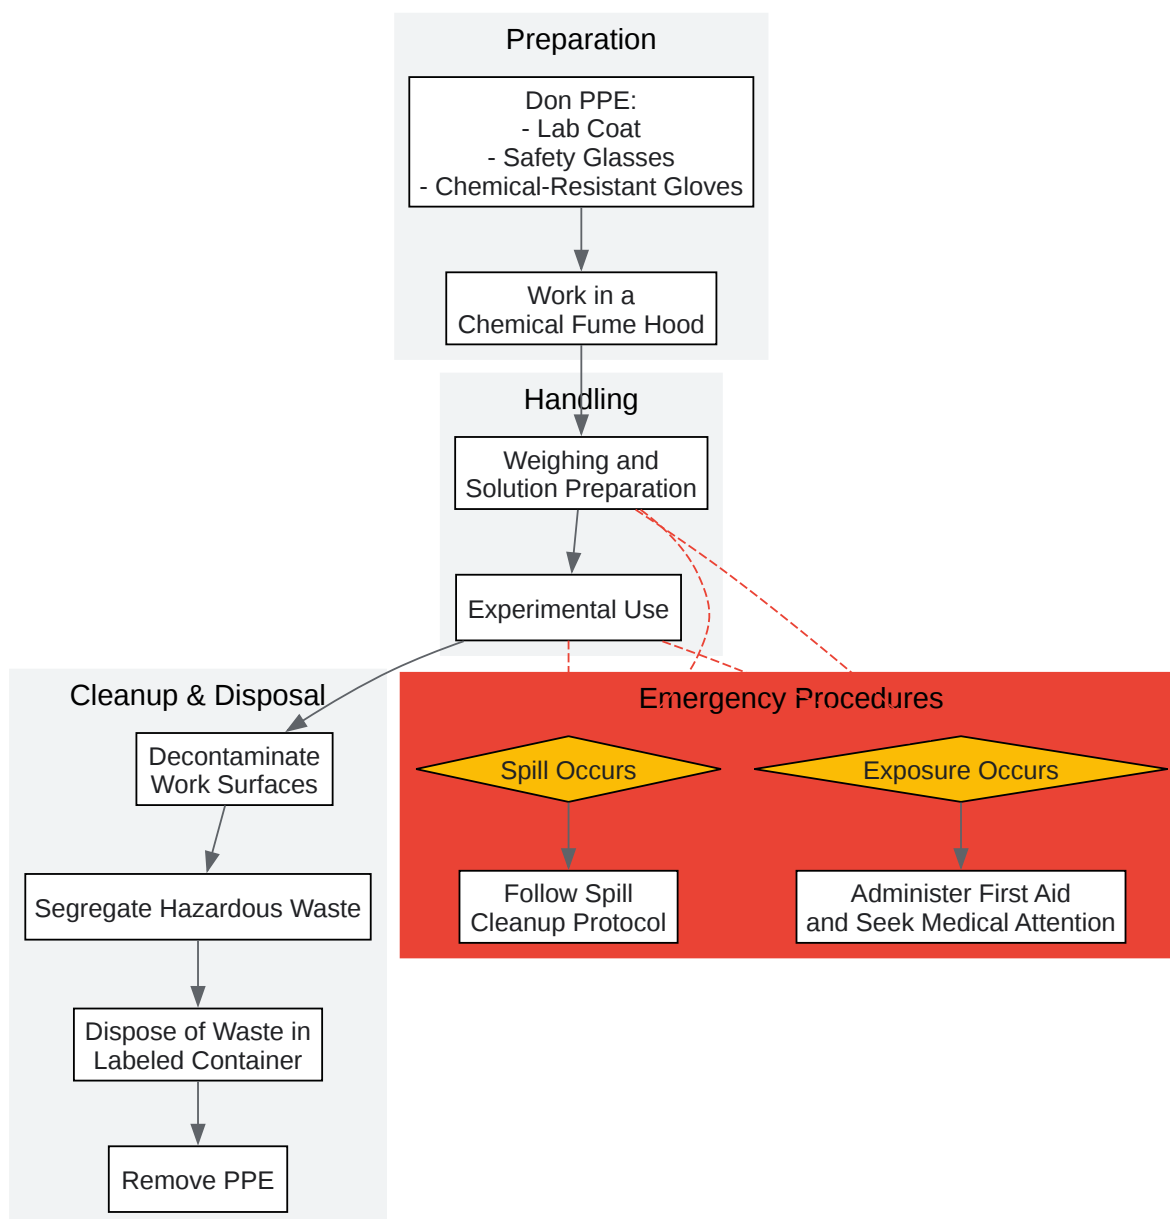 Preparation
Don PPE:
- Lab Coat
- Safety Glasses
- Chemical-Resistant Gloves
Work in a
Chemical Fume Hood
Handling
Weighing and
Solution Preparation
Experimental Use
Cleanup & Disposal
Decontaminate
Work Surfaces
Segregate Hazardous Waste
Dispose of Waste in
Labeled Container
Remove PPE
Emergency Procedures
Spill Occurs
Follow Spill
Cleanup Protocol
Exposure Occurs
Administer First Aid
and Seek Medical Attention